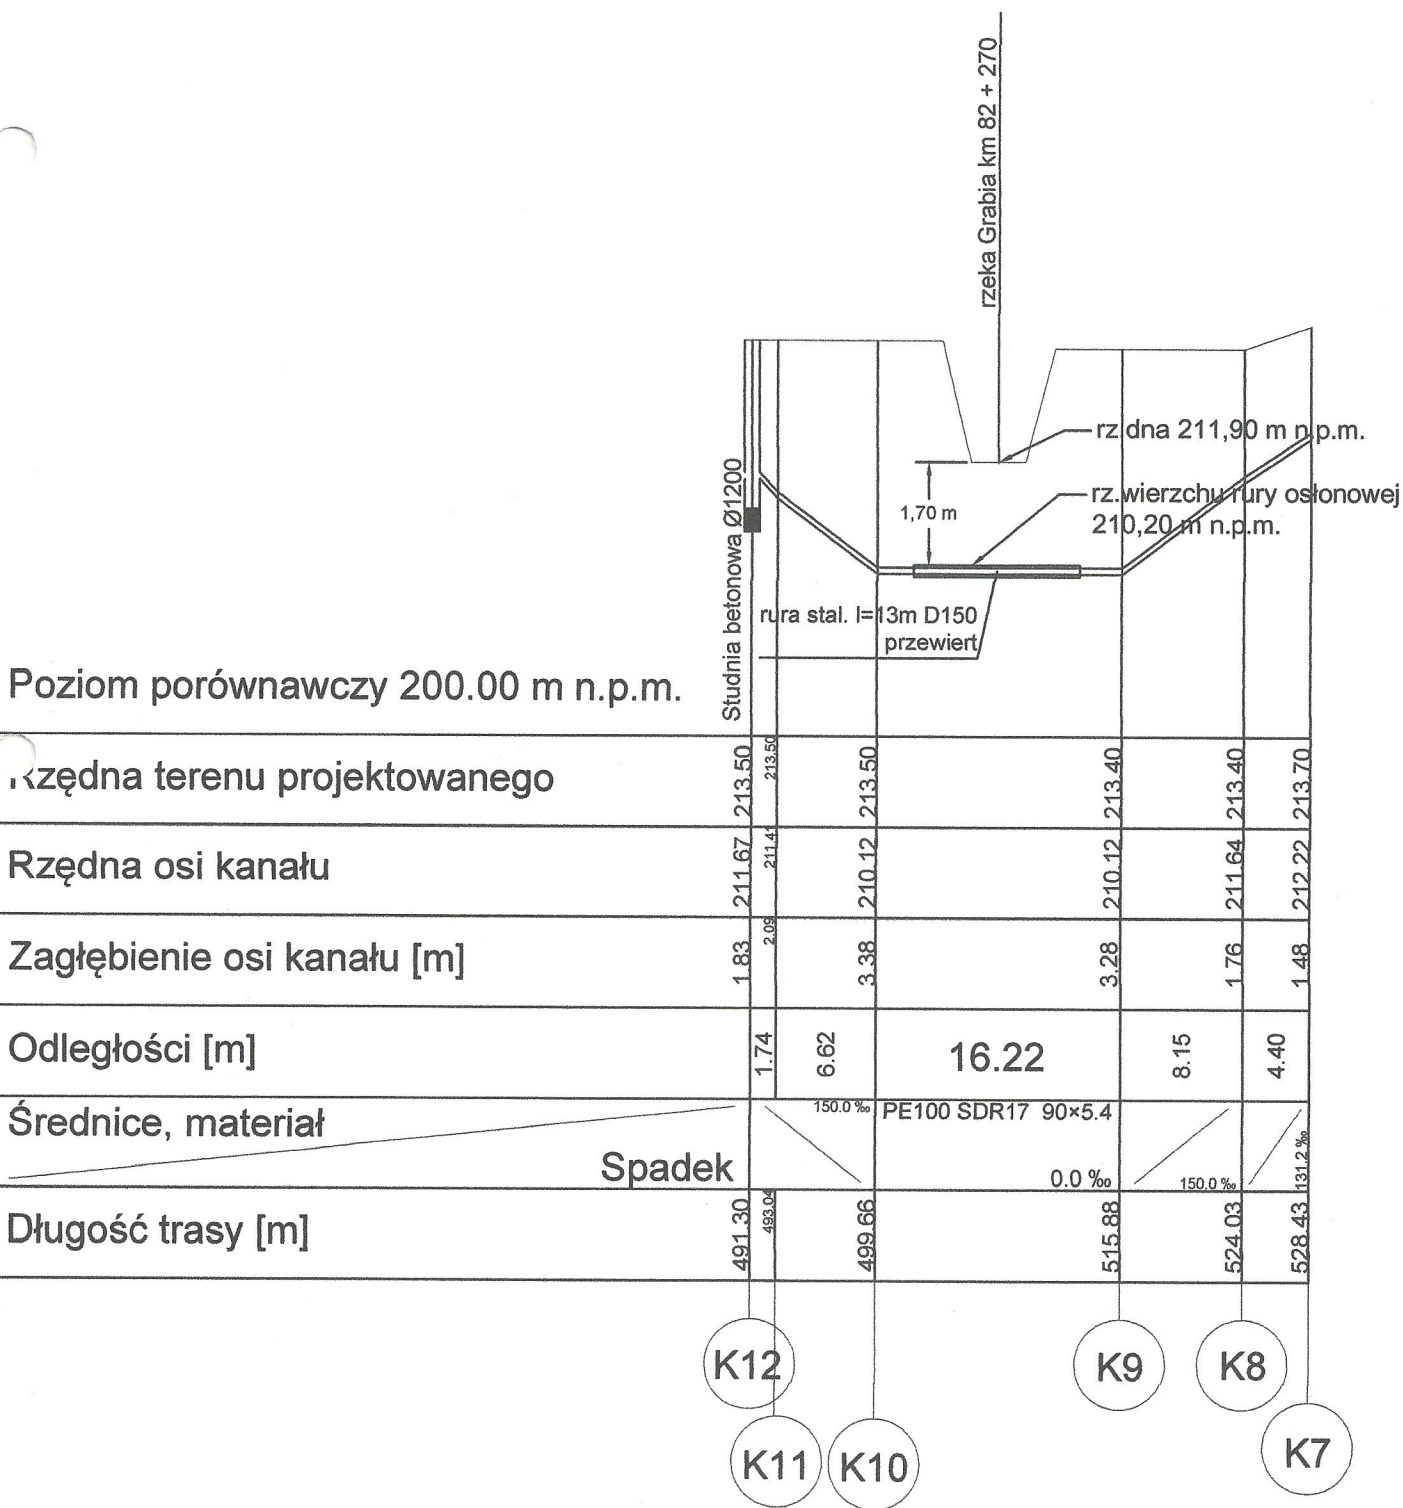 rzeka Grabia km 82 + 270
rz.dna 211,90 m n.p.m.
rz.wierzchu rury osłonowej
210,20 m n.p.m.
1,70 m
Studnia betonowa Ø1200
rura stal. l=13m D150
przewiert
Poziom porównawczy 200.00 m n.p.m.
Rzędna terenu projektowanego
213.50 213.50 213.50 213.40 213.40 213.70
Rzędna osi kanału
211.67 211.41 210.12 210.12 211.64 212.22
Zagłębienie osi kanału [m]
1.83 2.09 3.38 3.28 1.76 1.48
Odległości [m]
1.74 6.62 16.22 8.15 4.40
Średnice, materiał
150.0 ‰ PE100 SDR17 90×5.4
Spadek
0.0 ‰ 150.0 ‰ 131.2 ‰
Długość trasy [m]
491.30 493.04 499.66 515.88 524.03 528.43
K12 K9 K8
K11 K10 K7